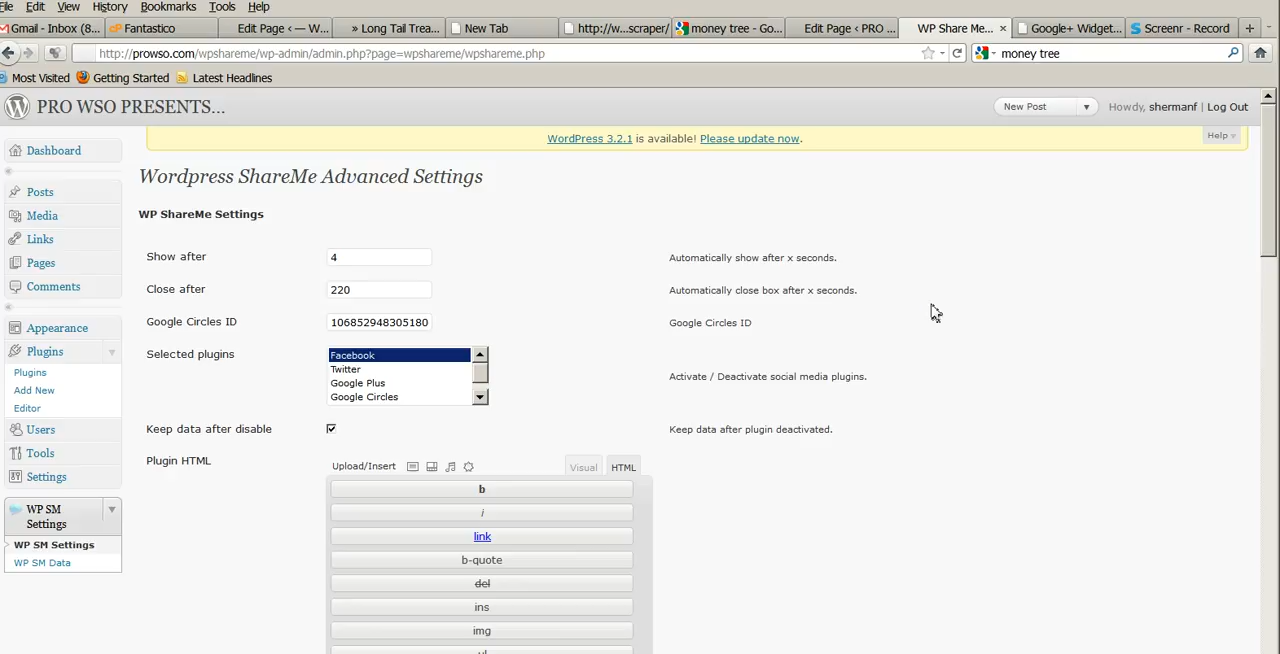 File Edit View History Bookmarks Tools Help
Gmail - Inbox (8... Fantastico Edit Page ‹ — W... » Long Tail Trea... New Tab http://w...scraper/ money tree - Go... Edit Page ‹ PRO ... WP Share Me... × Google+ Widget... Screenr - Record
http://prowso.com/wpshareme/wp-admin/admin.php?page=wpshareme/wpshareme.php money tree
Most Visited Getting Started Latest Headlines
PRO WSO PRESENTS... New Post Howdy, shermanf | Log Out
WordPress 3.2.1 is available! Please update now. Help
Dashboard
Posts
Media
Links
Pages
Comments
Appearance
Plugins
Plugins
Add New
Editor
Users
Tools
Settings
WP SM
Settings
WP SM Settings
WP SM Data
Wordpress ShareMe Advanced Settings
WP ShareMe Settings
Show after 4 Automatically show after x seconds.
Close after 220 Automatically close box after x seconds.
Google Circles ID 106852948305180 Google Circles ID
Selected plugins Facebook
Twitter
Google Plus
Google Circles
Activate / Deactivate social media plugins.
Keep data after disable Keep data after plugin deactivated.
Plugin HTML Upload/Insert Visual HTML
b
i
link
b-quote
del
ins
img
ul